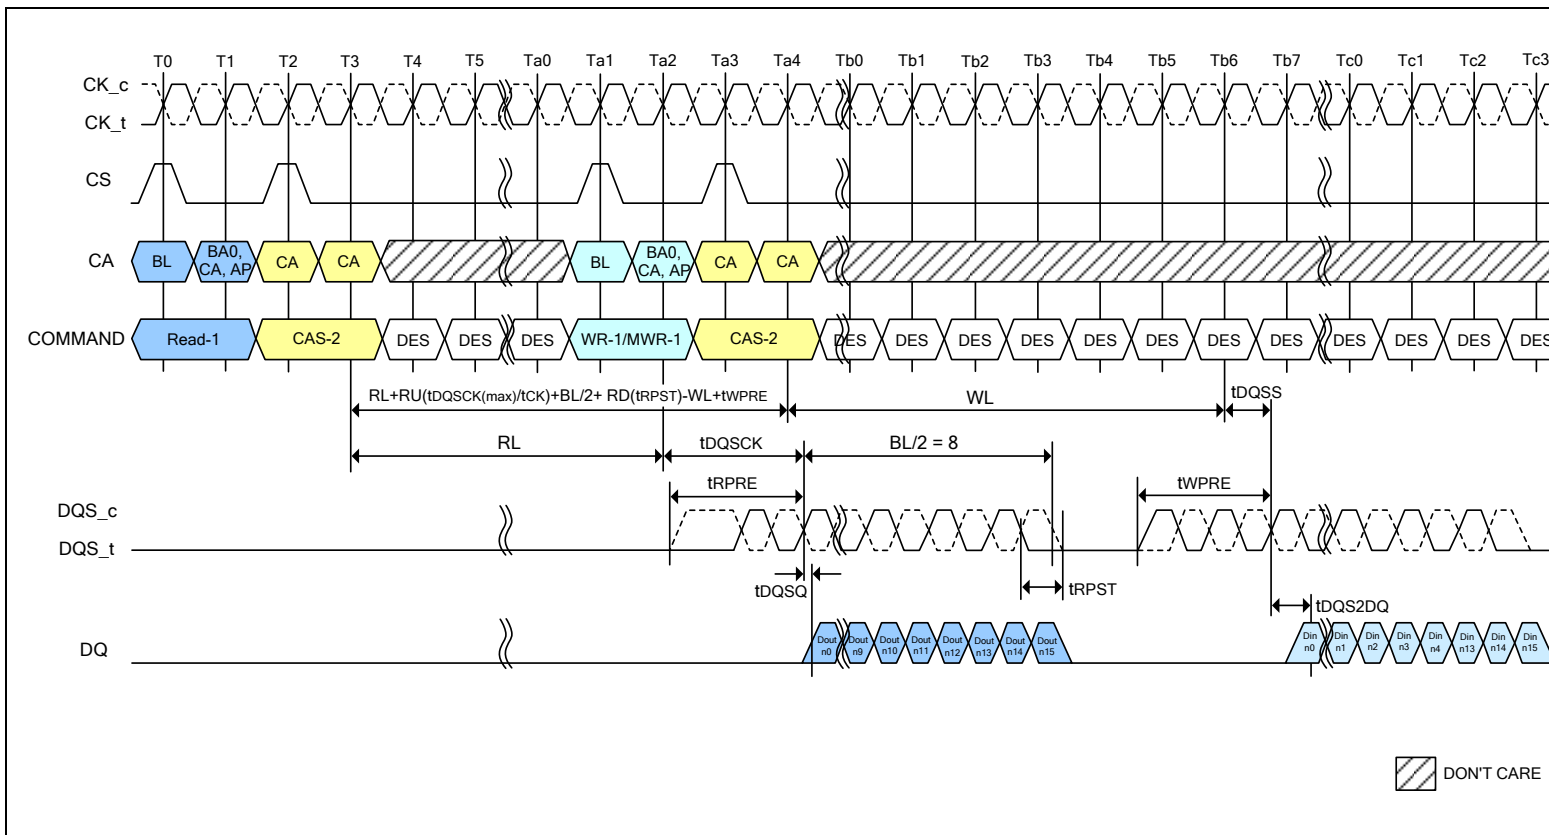 T0 T1 T2 T3 T4 T5 Ta0 Ta1 Ta2 Ta3 Ta4 Tb0 Tb1 Tb2 Tb3 Tb4 Tb5 Tb6 Tb7 Tc0 Tc1 Tc2 Tc3
CK_c
CK_t
CS
CA BL BA0, CA, AP CA CA BL BA0, CA, AP CA CA
COMMAND Read-1 CAS-2 DES DES DES WR-1/MWR-1 CAS-2 DES DES DES DES DES DES DES DES DES DES DES DES
RL+RU(tDQSCK(max)/tCK)+BL/2+ RD(tRPST)-WL+tWPRE WL tDQSS
RL tDQSCK BL/2 = 8
tRPRE tWPRE
DQS_c
DQS_t
tDQSQ tRPST tDQS2DQ
DQ Dout n0 Dout n9 Dout n10 Dout n11 Dout n12 Dout n13 Dout n14 Dout n15 Din n0 Din n1 Din n2 Din n3 Din n4 Din n13 Din n14 Din n15
DON'T CARE